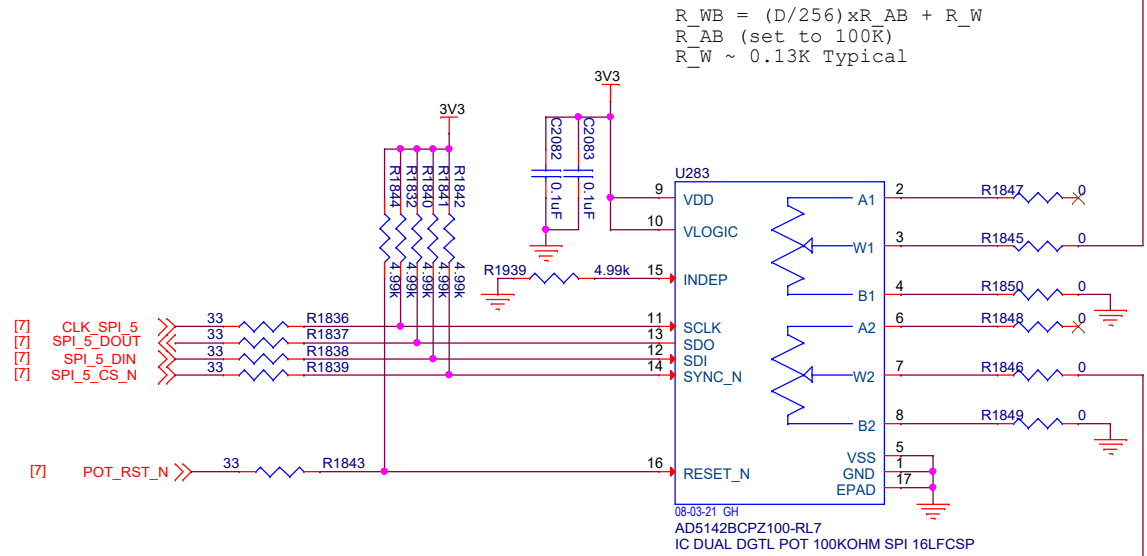 R_WB = (D/256)xR_AB + R_W
R_AB (set to 100K)
R_W ~ 0.13K Typical
3V3
3V3
C2082
C2083
0.1uF
0.1uF
R1844
R1832
R1840
R1841
R1842
4.99k
4.99k
4.99k
4.99k
4.99k
U283
9 VDD
10 VLOGIC
R1939 4.99k 15 INDEP
[7] CLK_SPI_5 33 R1836 11 SCLK
[7] SPI_5_DOUT 33 R1837 13 SDO
[7] SPI_5_DIN 33 R1838 12 SDI
[7] SPI_5_CS_N 33 R1839 14 SYNC_N
[7] POT_RST_N 33 R1843 16 RESET_N
A1 2 R1847 0
W1 3 R1845 0
B1 4 R1850 0
A2 6 R1848 0
W2 7 R1846 0
B2 8 R1849 0
VSS 5
GND 1
EPAD 17
08-03-21 GH
AD5142BCPZ100-RL7
IC DUAL DGTL POT 100KOHM SPI 16LFCSP